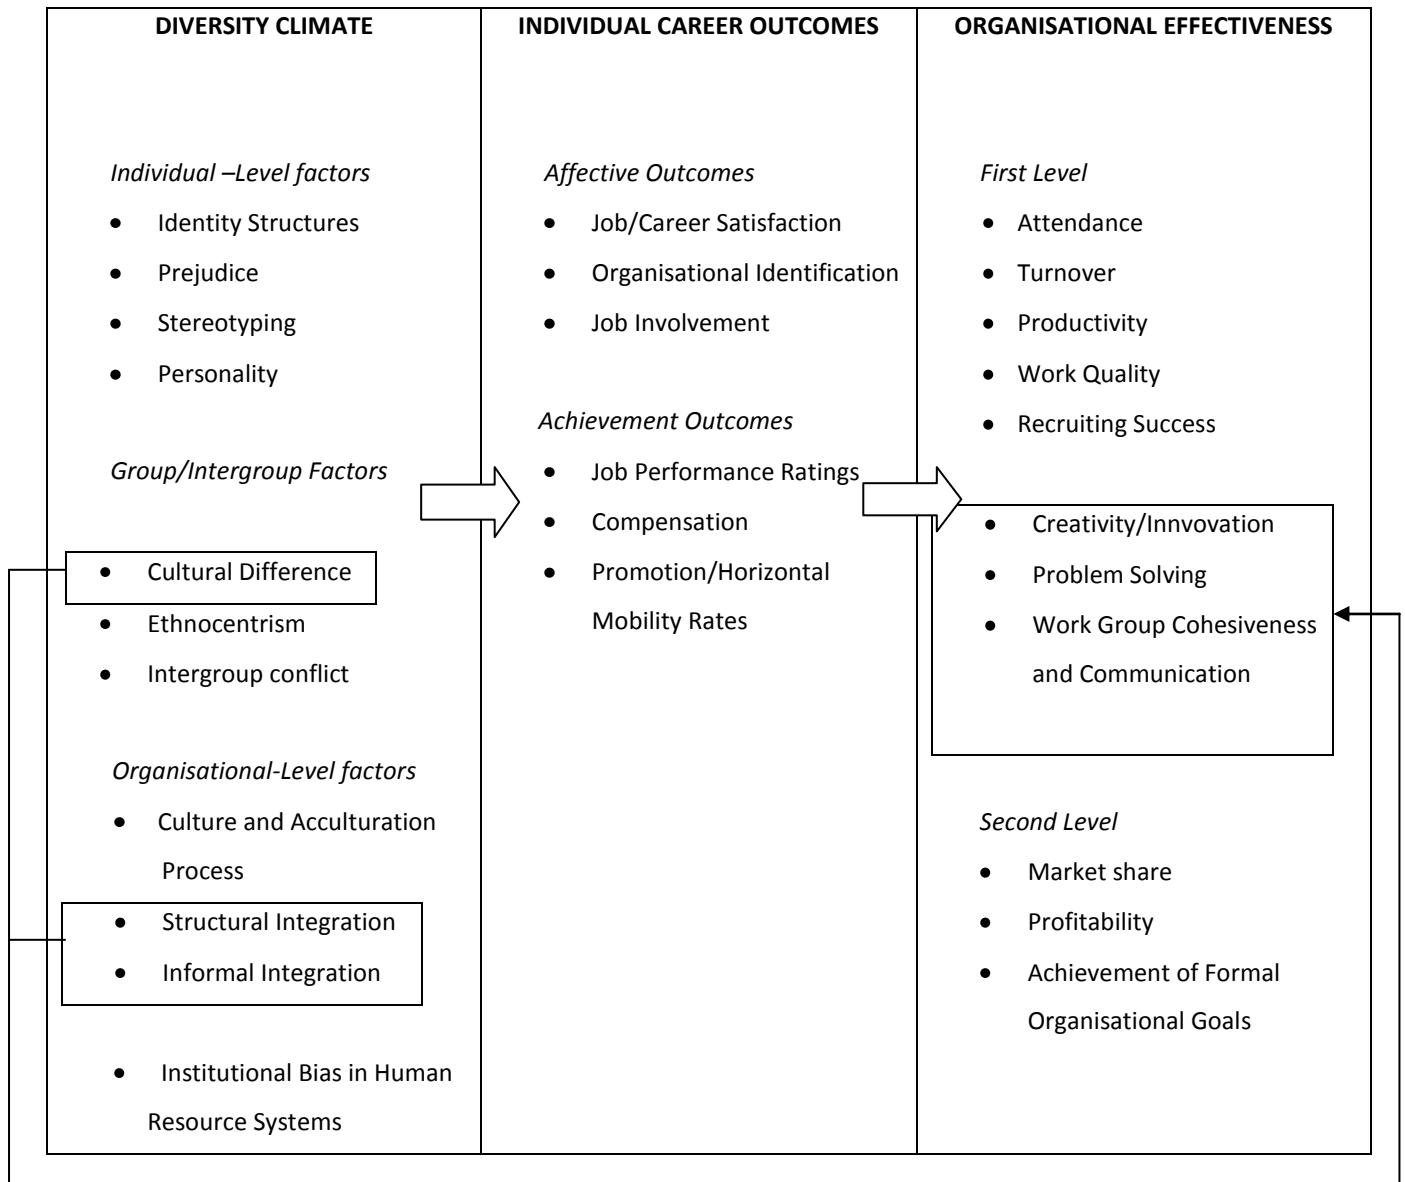 DIVERSITY CLIMATE
Individual –Level factors
• Identity Structures
• Prejudice
• Stereotyping
• Personality
Group/Intergroup Factors
• Cultural Difference
• Ethnocentrism
• Intergroup conflict
Organisational-Level factors
• Culture and Acculturation
Process
• Structural Integration
• Informal Integration
• Institutional Bias in Human
Resource Systems
INDIVIDUAL CAREER OUTCOMES
Affective Outcomes
• Job/Career Satisfaction
• Organisational Identification
• Job Involvement
Achievement Outcomes
• Job Performance Ratings
• Compensation
• Promotion/Horizontal
Mobility Rates
ORGANISATIONAL EFFECTIVENESS
First Level
• Attendance
• Turnover
• Productivity
• Work Quality
• Recruiting Success
• Creativity/Innvovation
• Problem Solving
• Work Group Cohesiveness
and Communication
Second Level
• Market share
• Profitability
• Achievement of Formal
Organisational Goals